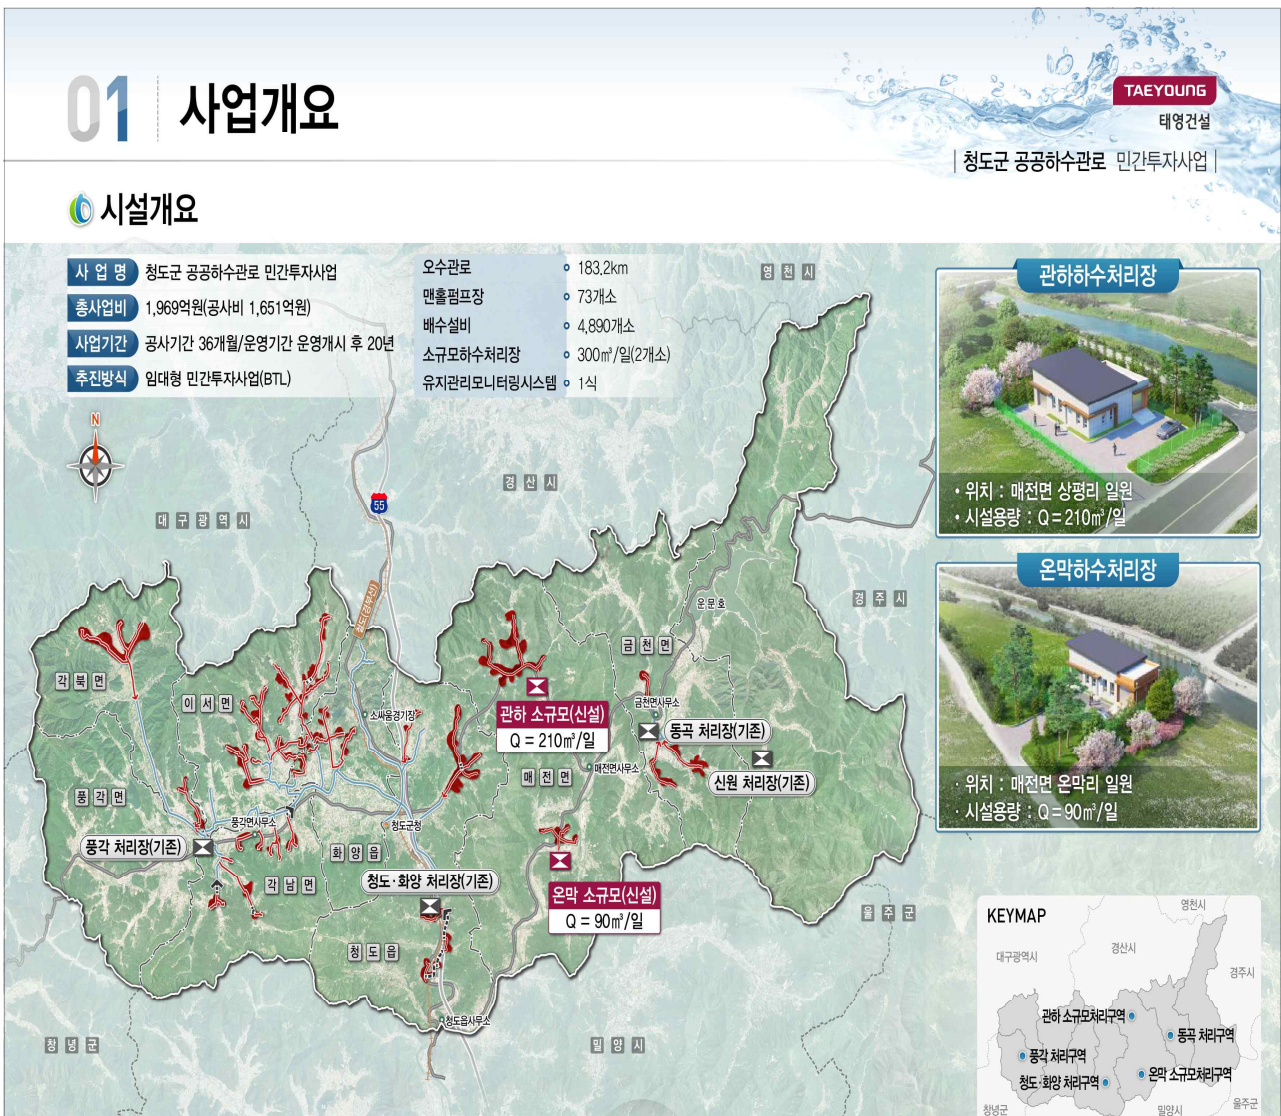 01 사업개요
TAEYOUNG
태영건설
청도군 공공하수관로 민간투자사업
시설개요
사 업 명 청도군 공공하수관로 민간투자사업
총사업비 1,969억원(공사비 1,651억원)
사업기간 공사기간 36개월/운영기간 운영개시 후 20년
추진방식 임대형 민간투자사업(BTL)
오수관로 183.2km
맨홀펌프장 73개소
배수설비 4,890개소
소규모하수처리장 300㎥/일(2개소)
유지관리모니터링시스템 1식
관하하수처리장
• 위치 : 매전면 상평리 일원
• 시설용량 : Q = 210㎥/일
온막하수처리장
· 위치 : 매전면 온막리 일원
· 시설용량 : Q = 90㎥/일
N
영천시
경산시
대구광역시
55
청도(경부선)
경주시
운문호
금천면
각북면
이서면
소싸움경기장
금천면사무소
관하 소규모(신설)
Q = 210㎥/일
동곡 처리장(기존)
매전면사무소
매전면
신원 처리장(기존)
풍각면
풍각면사무소
청도군청
풍각 처리장(기존)
화양읍
각남면
청도·화양 처리장(기존)
온막 소규모(신설)
Q = 90㎥/일
울주군
청도읍
청도읍사무소
창녕군
밀양시
KEYMAP
영천시
대구광역시
경산시
경주시
관하 소규모처리구역
동곡 처리구역
풍각 처리구역
청도·화양 처리구역
온막 소규모처리구역
창녕군
밀양시
울주군